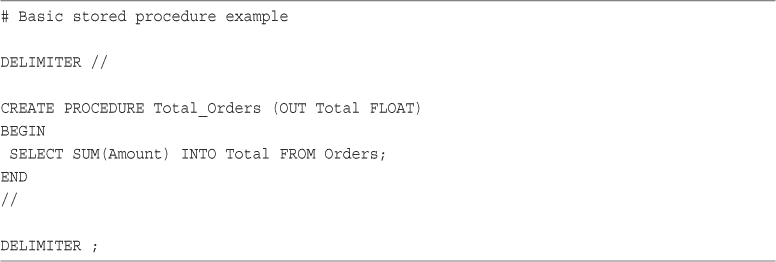 # Basic stored procedure example
DELIMITER //
CREATE PROCEDURE Total_Orders (OUT Total FLOAT)
BEGIN
 SELECT SUM(Amount) INTO Total FROM Orders;
END
//
DELIMITER ;